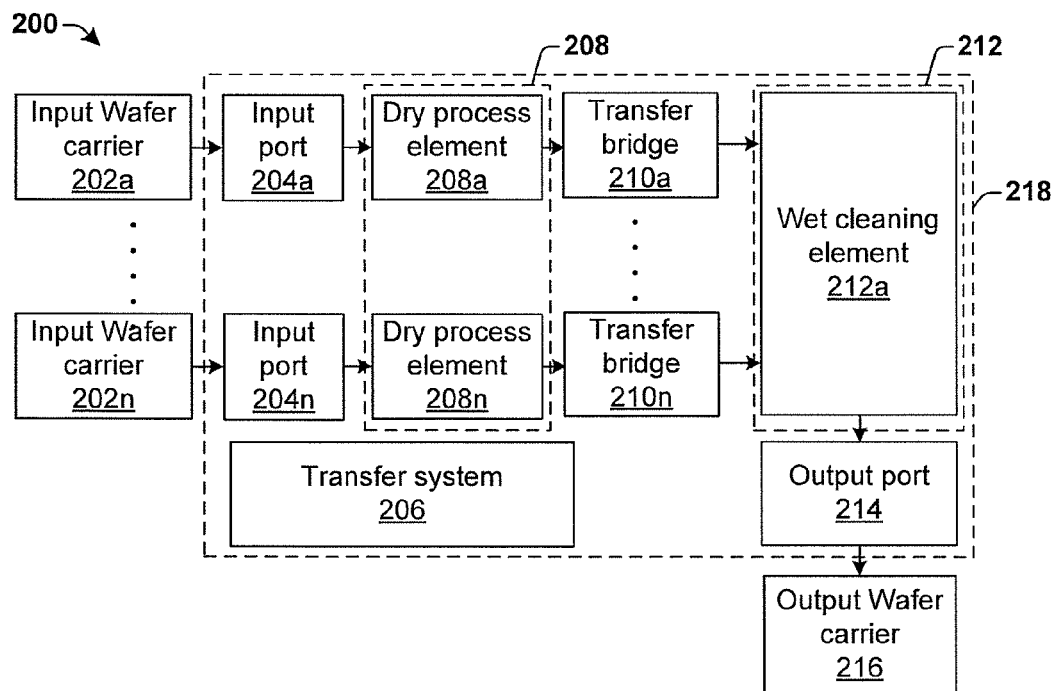 200
208
212
Input Wafer
carrier
202a
Input
port
204a
Dry process
element
208a
Transfer
bridge
210a
Wet cleaning
element
212a
218
Input Wafer
carrier
202n
Input
port
204n
Dry process
element
208n
Transfer
bridge
210n
Transfer system
206
Output port
214
Output Wafer
carrier
216